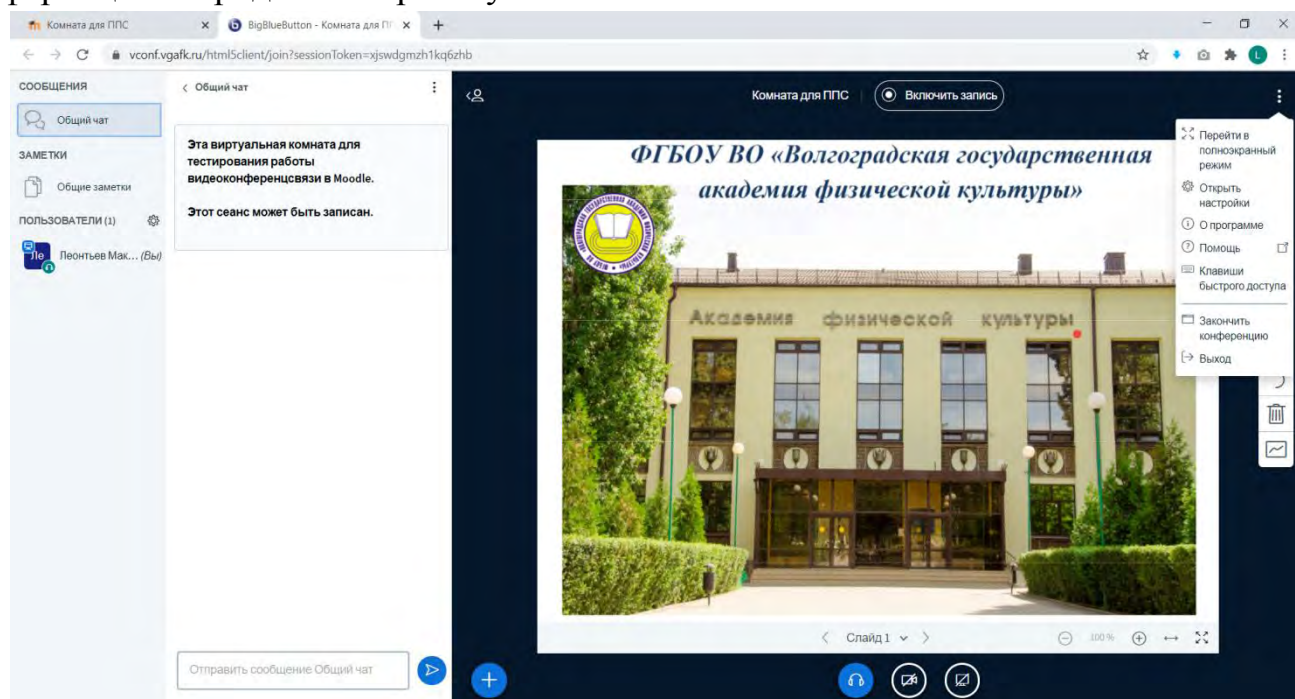 Комната для ППС
BigBlueButton - Комната для ПП
vconf.vgafk.ru/html5client/join?sessionToken=xjswdgmzh1kq6zhb
L
СООБЩЕНИЯ
Общий чат
ЗАМЕТКИ
Общие заметки
ПОЛЬЗОВАТЕЛИ (1)
Ле
Леонтьев Мак... (Вы)
Общий чат
Эта виртуальная комната для
тестирования работы
видеоконференцсвязи в Moodle.
Этот сеанс может быть записан.
Отправить сообщение Общий чат
Комната для ППС
Включить запись
ФГБОУ ВО «Волгоградская государственная
академия физической культуры»
Академия физической культуры
Слайд 1
100 %
Перейти в
полноэкранный
режим
Открыть
настройки
О программе
Помощь
Клавиши
быстрого доступа
Закончить
конференцию
Выход